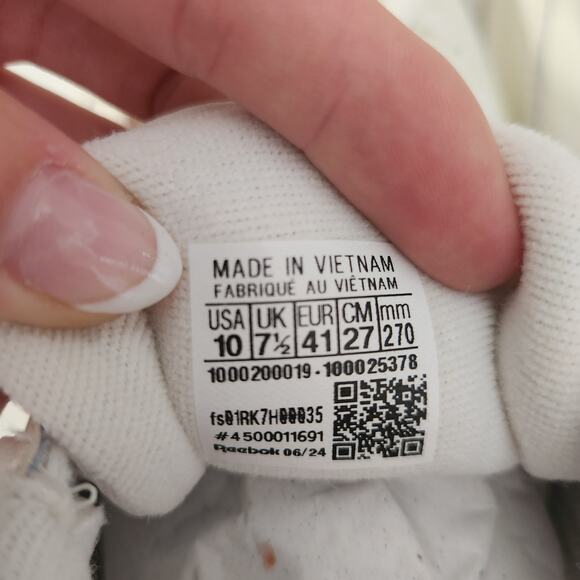 MADE IN VIETNAM
FABRIQUÉ AU VIÊTNAM
USA UK EUR CM mm
10 7½ 41 27 270
1000200019-100025378
#4500011691
Reebok 06/24